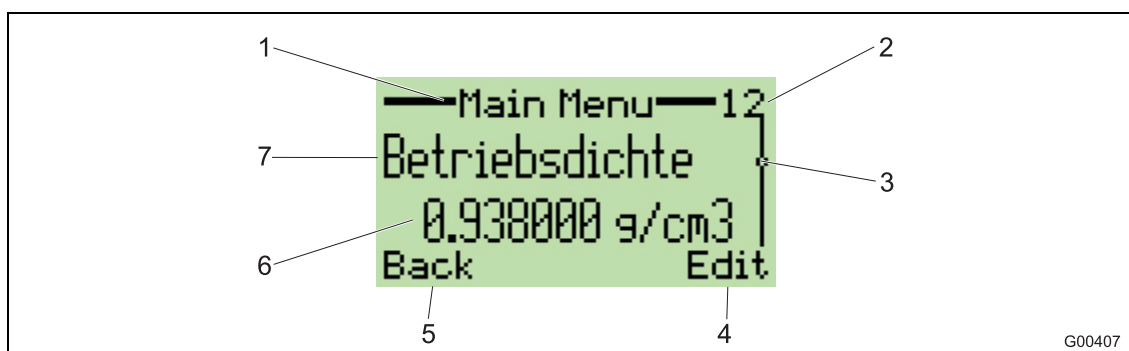 1
2
Main Menu 12
7
Betriebsdichte
3
0.938000 g/cm3
6
Back Edit
5
4
G00407